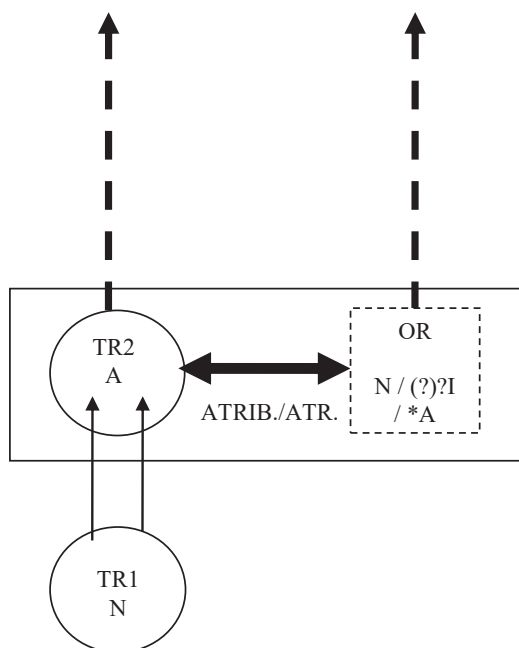 TR2
A
ATRIB./ATR.
OR
N / (?)?I
/ *A
TR1
N